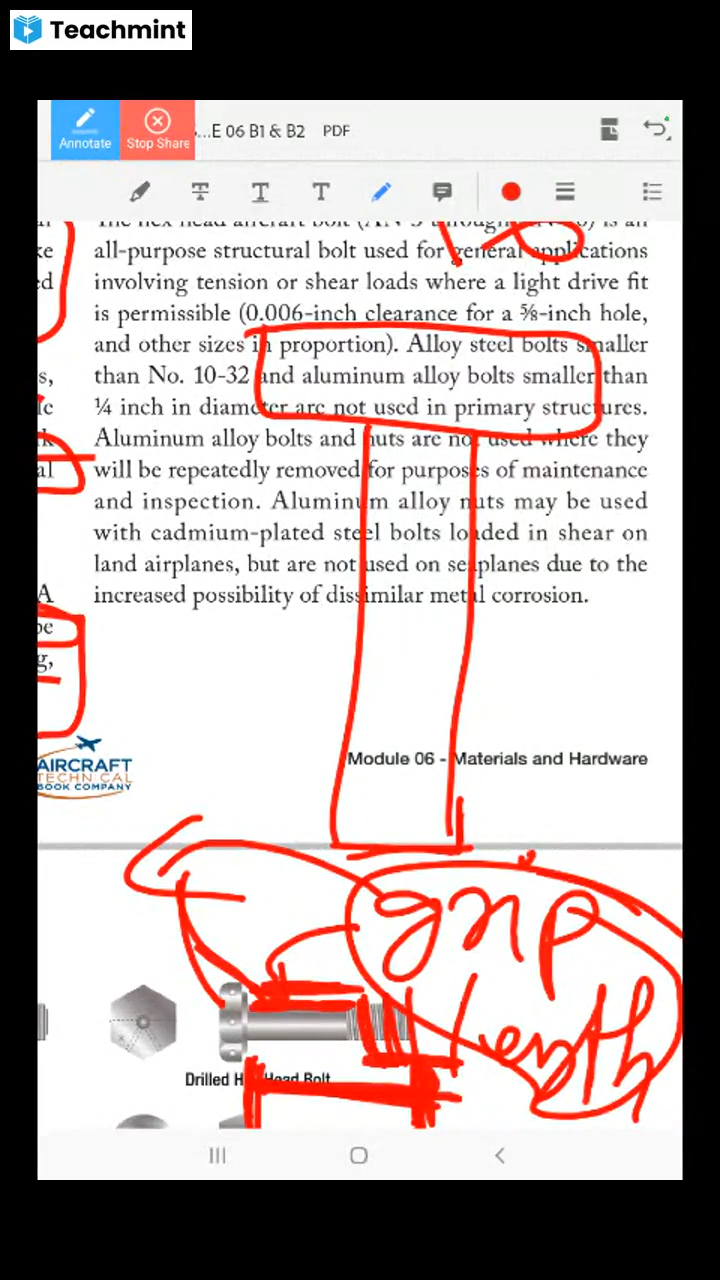 Teachmint
Annotate
Stop Share
...E 06 B1 & B2 PDF
all-purpose structural bolt used for general applications
involving tension or shear loads where a light drive fit
is permissible (0.006-inch clearance for a ⅝-inch hole,
and other sizes in proportion). Alloy steel bolts smaller
than No. 10-32 and aluminum alloy bolts smaller than
¼ inch in diameter are not used in primary structures.
Aluminum alloy bolts and nuts are not used where they
will be repeatedly removed for purposes of maintenance
and inspection. Aluminum alloy nuts may be used
with cadmium-plated steel bolts loaded in shear on
land airplanes, but are not used on seaplanes due to the
increased possibility of dissimilar metal corrosion.
AIRCRAFT
TECHNICAL
BOOK COMPANY
Module 06 - Materials and Hardware
grip
length
Drilled Hex Head Bolt